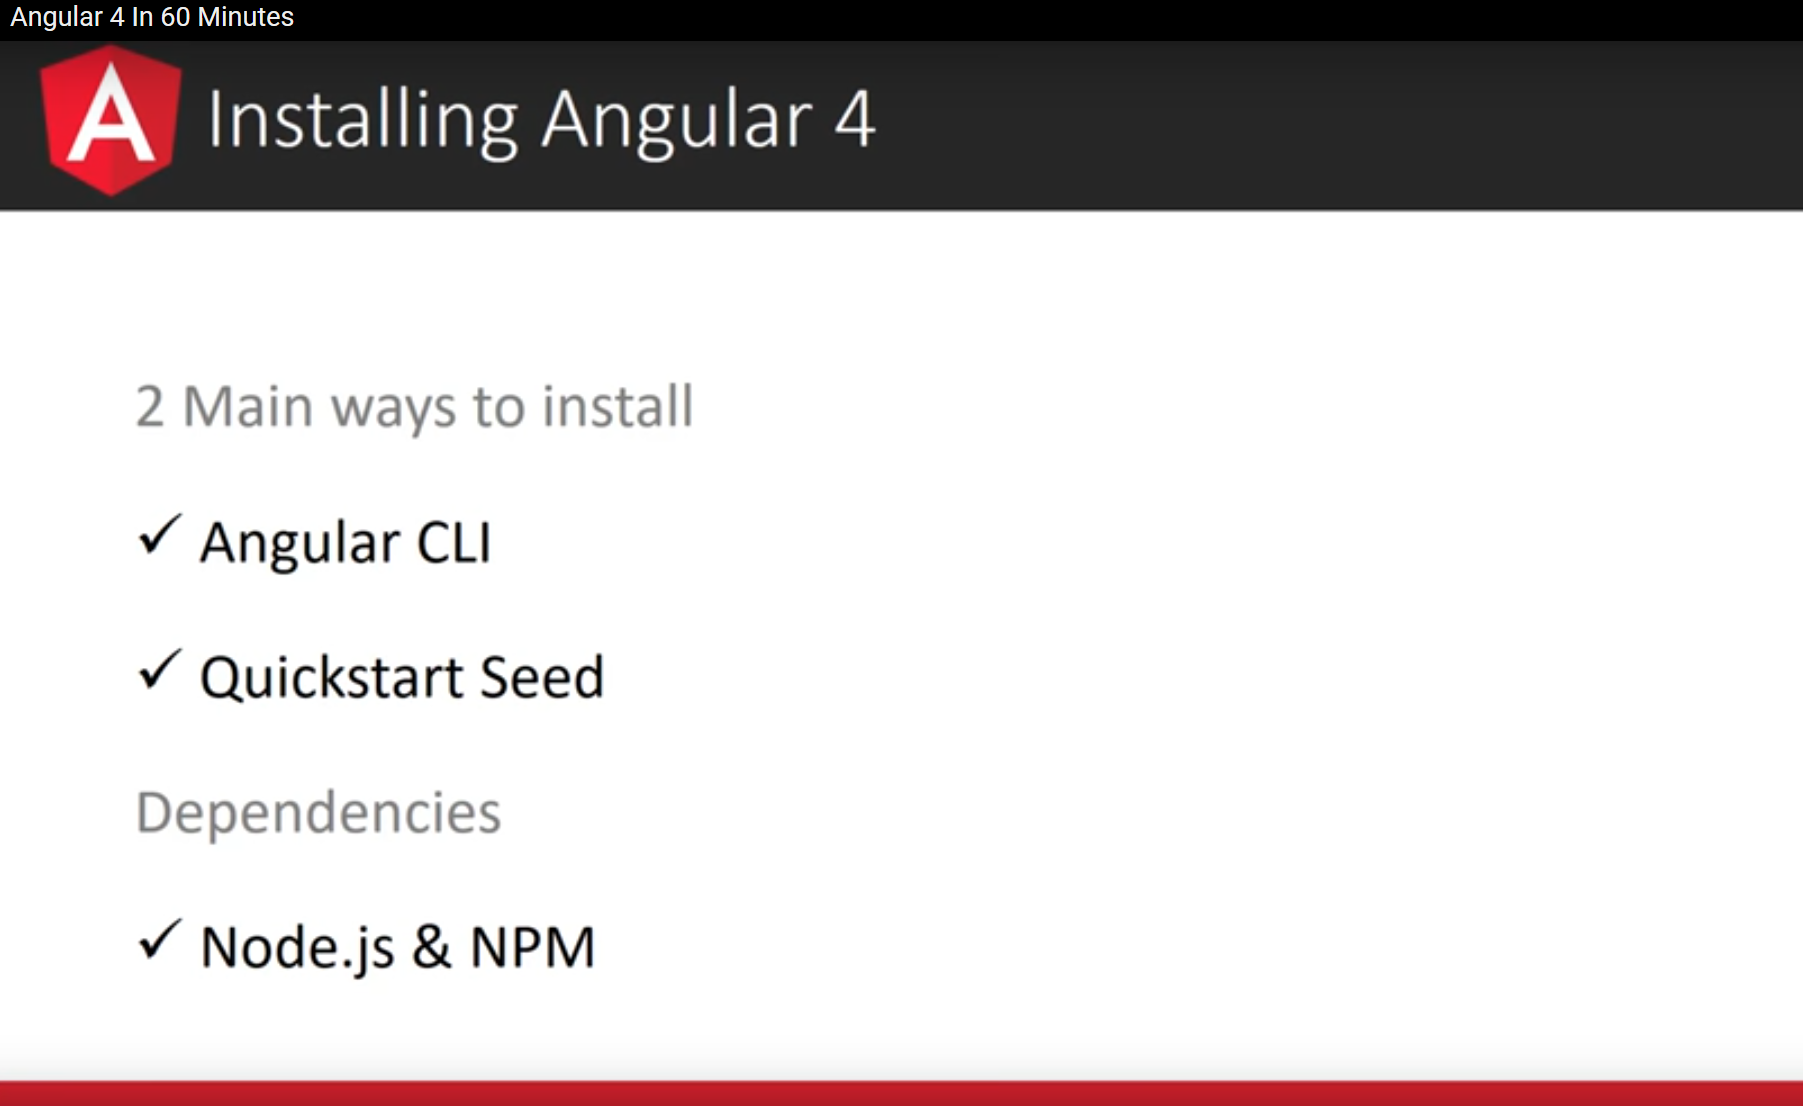 Angular 4 In 60 Minutes
A Installing Angular 4
2 Main ways to install
✓ Angular CLI
✓ Quickstart Seed
Dependencies
✓ Node.js & NPM